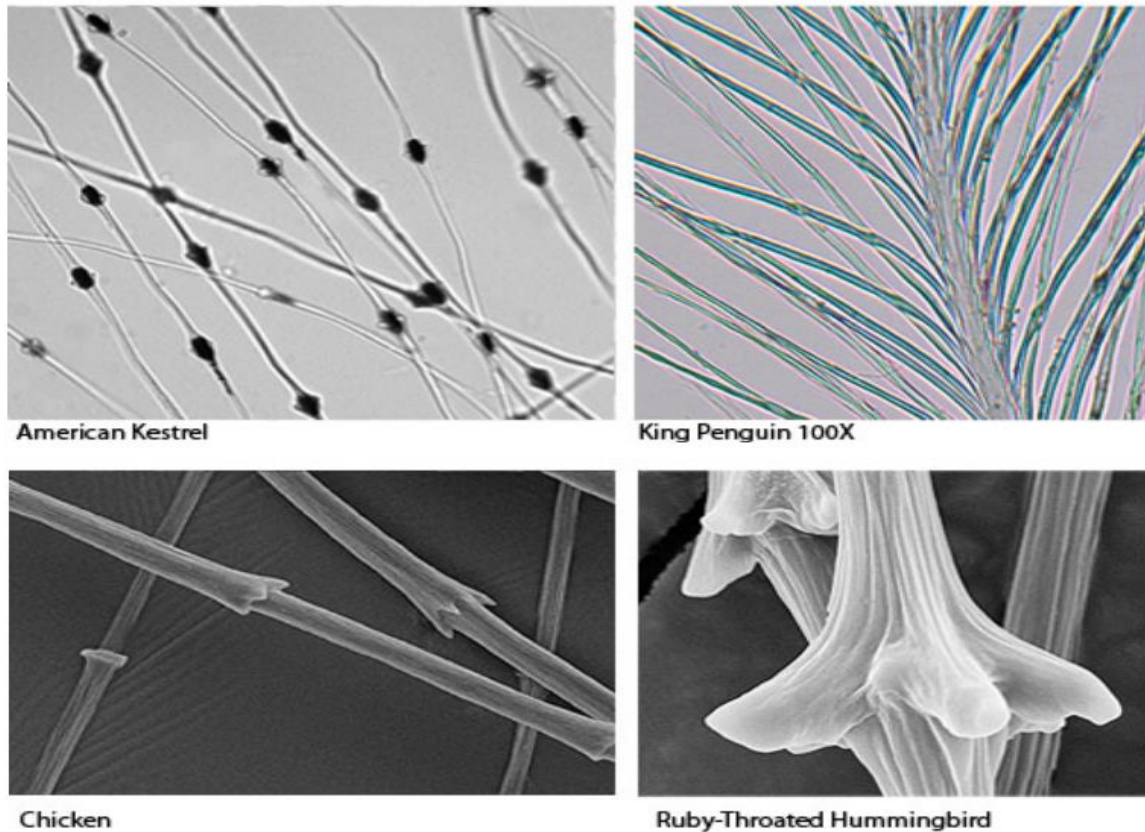 American Kestrel
King Penguin 100X
Chicken
Ruby-Throated Hummingbird